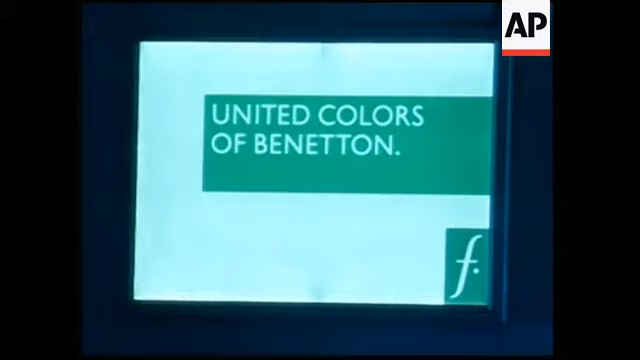 AP
UNITED COLORS
OF BENETTON.
f.